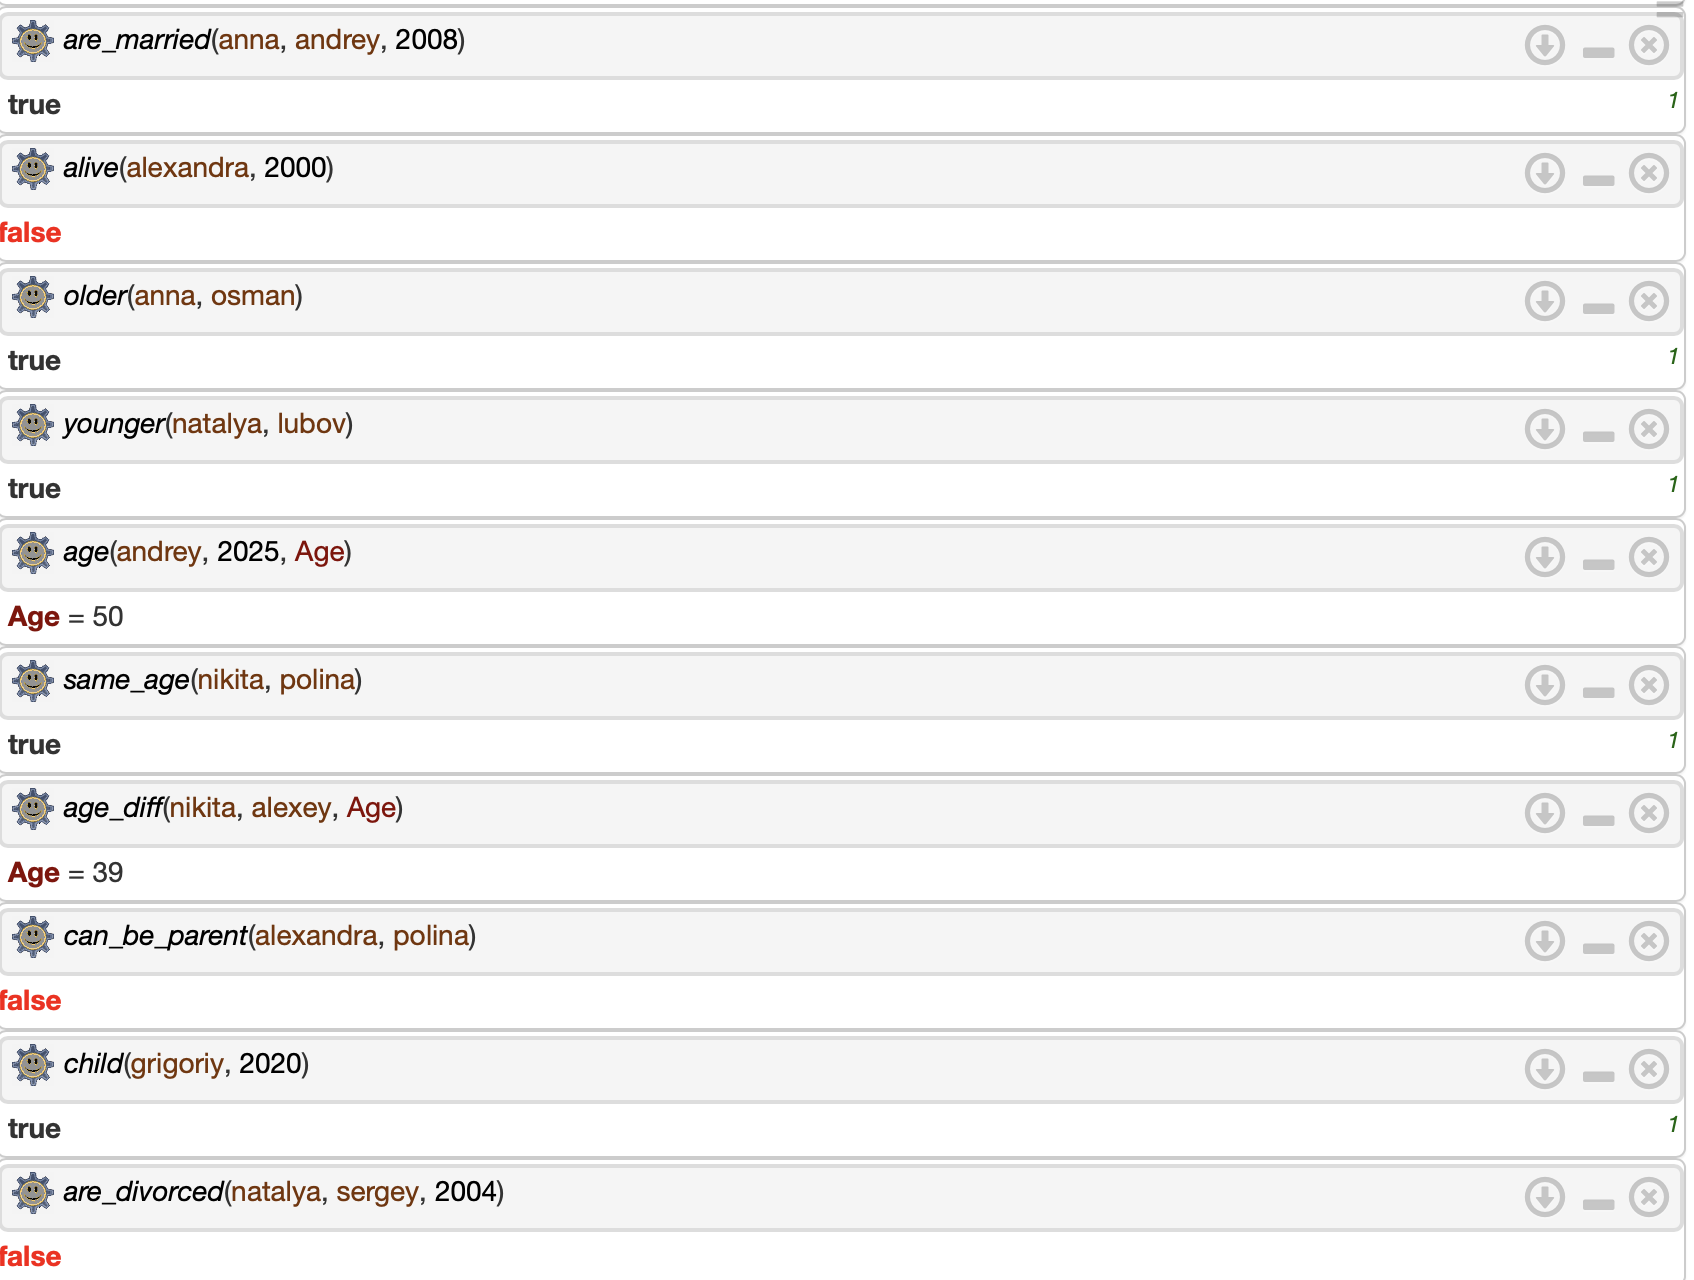 are_married(anna, andrey, 2008)
true 1
alive(alexandra, 2000)
false
older(anna, osman)
true 1
younger(natalya, lubov)
true 1
age(andrey, 2025, Age)
Age = 50
same_age(nikita, polina)
true 1
age_diff(nikita, alexey, Age)
Age = 39
can_be_parent(alexandra, polina)
false
child(grigoriy, 2020)
true 1
are_divorced(natalya, sergey, 2004)
false